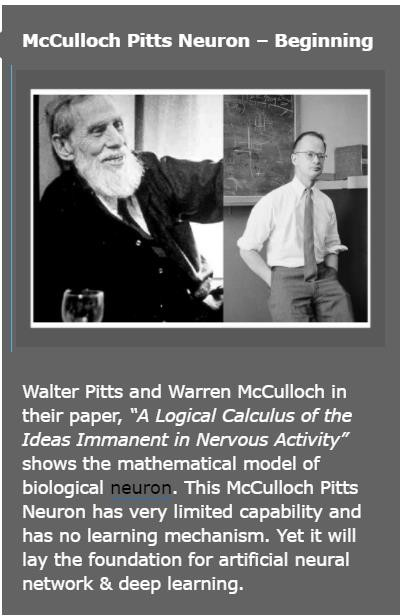 McCulloch Pitts Neuron – Beginning
Walter Pitts and Warren McCulloch in
their paper, “A Logical Calculus of the
Ideas Immanent in Nervous Activity”
shows the mathematical model of
biological neuron. This McCulloch Pitts
Neuron has very limited capability and
has no learning mechanism. Yet it will
lay the foundation for artificial neural
network & deep learning.